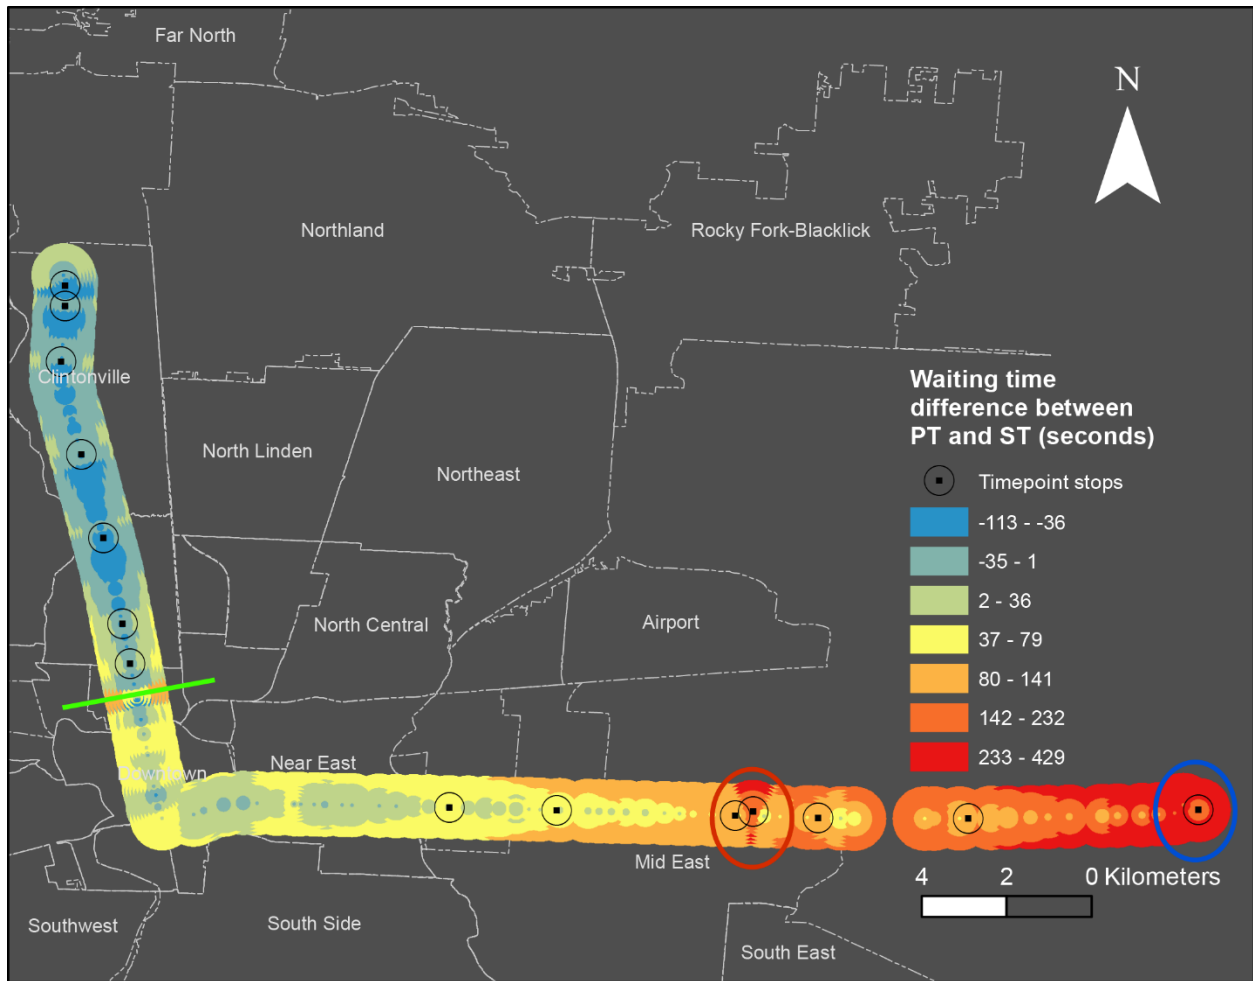 Far North
N
Northland
Rocky Fork-Blacklick
Clintonville
Waiting time
difference between
PT and ST (seconds)
North Linden
Northeast
Timepoint stops
-113 - -36
-35 - 1
2 - 36
North Central
Airport
37 - 79
80 - 141
142 - 232
233 - 429
Near East
Downtown
Mid East
4 2 0 Kilometers
Southwest
South Side
South East